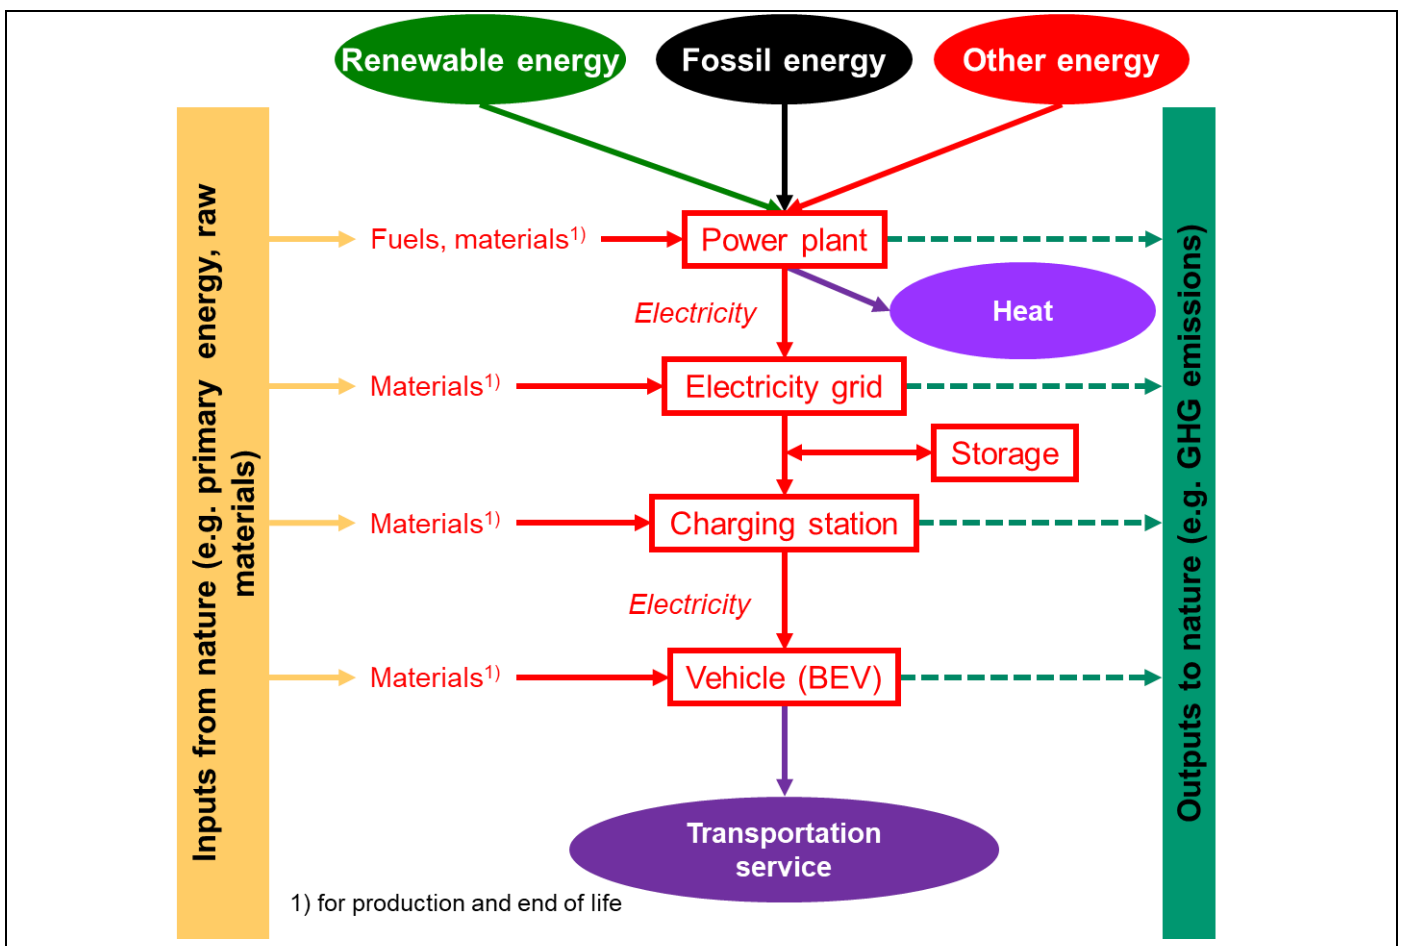 Renewable energy
Fossil energy
Other energy
Inputs from nature (e.g. primary energy, raw
materials)
Fuels, materials1)
Power plant
Heat
Electricity
Materials1)
Electricity grid
Storage
Materials1)
Charging station
Electricity
Materials1)
Vehicle (BEV)
Transportation
service
Outputs to nature (e.g. GHG emissions)
1) for production and end of life